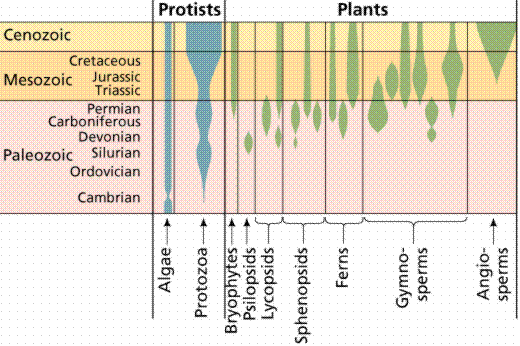 Protists
Plants
Cenozoic
Mesozoic
Cretaceous
Jurassic
Triassic
Paleozoic
Permian
Carboniferous
Devonian
Silurian
Ordovician
Cambrian
Algae
Protozoa
Bryophytes
Psilopsids
Lycopsids
Sphenopsids
Ferns
Gymno-
sperms
Angio-
sperms